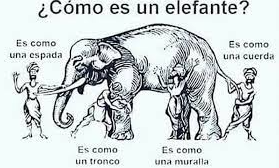 ¿Cómo es un elefante?
Es como
una espada
Es como
una cuerda
Es como
un tronco
Es como
una muralla